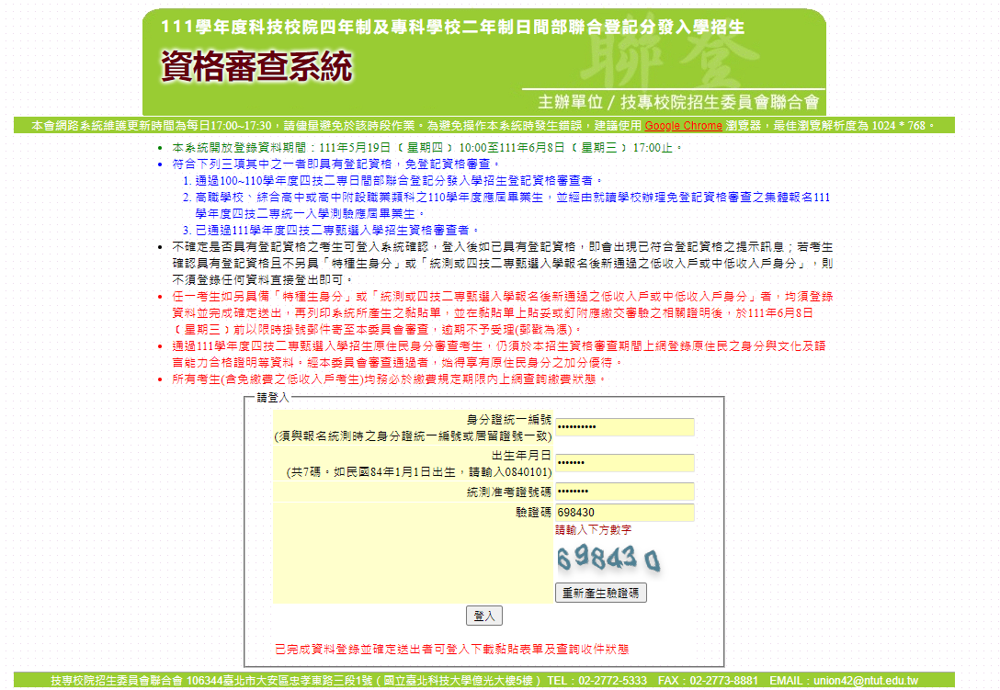 111學年度科技校院四年制及專科學校二年制日間部聯合登記分發入學招生
資格審查系統
聯登
主辦單位 / 技專校院招生委員會聯合會
本會網路系統維護更新時間為每日17:00~17:30，請儘量避免於該時段作業。為避免操作本系統時發生錯誤，建議使用 Google Chrome 瀏覽器，最佳瀏覽解析度為 1024 * 768。
• 本系統開放登錄資料期間：111年5月19日﹝星期四﹞10:00至111年6月8日﹝星期三﹞17:00止。
• 符合下列三項其中之一者即具有登記資格，免登記資格審查。
1. 通過100~110學年度四技二專日間部聯合登記分發入學招生登記資格審查者。
2. 高職學校、綜合高中或高中附設職業類科之110學年度應屆畢業生，並經由就讀學校辦理免登記資格審查之集體報名111
學年度四技二專統一入學測驗應屆畢業生。
3. 已通過111學年度四技二專甄選入學招生資格審查者。
• 不確定是否具有登記資格之考生可登入系統確認，登入後如已具有登記資格，即會出現已符合登記資格之提示訊息；若考生
確認具有登記資格且不另具「特種生身分」或「統測或四技二專甄選入學報名後新通過之低收入戶或中低收入戶身分」，則
不須登錄任何資料直接登出即可。
• 任一考生如另具備「特種生身分」或「統測或四技二專甄選入學報名後新通過之低收入戶或中低收入戶身分」者，均須登錄
資料並完成確定送出，再列印系統所產生之黏貼單，並在黏貼單上貼妥或釘附應繳交審驗之相關證明後，於111年6月8日
﹝星期三﹞前以限時掛號郵件寄至本委員會審查，逾期不予受理(郵戳為憑)。
• 通過111學年度四技二專甄選入學招生原住民身分審查考生，仍須於本招生資格審查期間上網登錄原住民之身分與文化及語
言能力合格證明等資料。經本委員會審查通過者，始得享有原住民身分之加分優待。
• 所有考生(含免繳費之低收入戶考生)均務必於繳費規定期限內上網查詢繳費狀態。
請登入
身分證統一編號
(須與報名統測時之身分證統一編號或居留證號一致)
••••••••••
出生年月日
(共7碼。如民國84年1月1日出生，請輸入0840101)
•••••••
統測准考證號碼 ••••••••
驗證碼 698430
請輸入下方數字
698430
重新產生驗證碼
登入
已完成資料登錄並確定送出者可登入下載黏貼表單及查詢收件狀態
技專校院招生委員會聯合會 106344臺北市大安區忠孝東路三段1號（國立臺北科技大學億光大樓5樓） TEL：02-2772-5333 FAX：02-2773-8881 EMAIL：union42@ntut.edu.tw